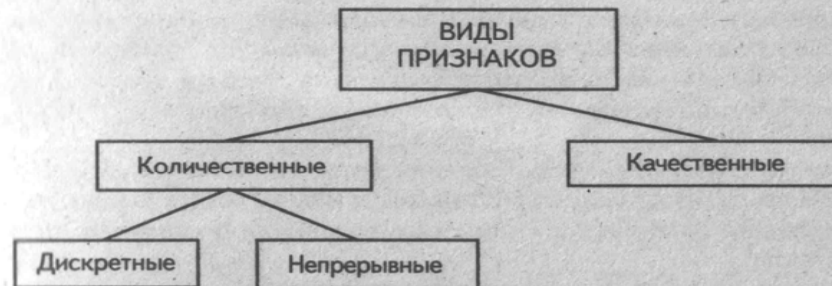 ВИДЫ
ПРИЗНАКОВ
Количественные
Качественные
Дискретные
Непрерывные